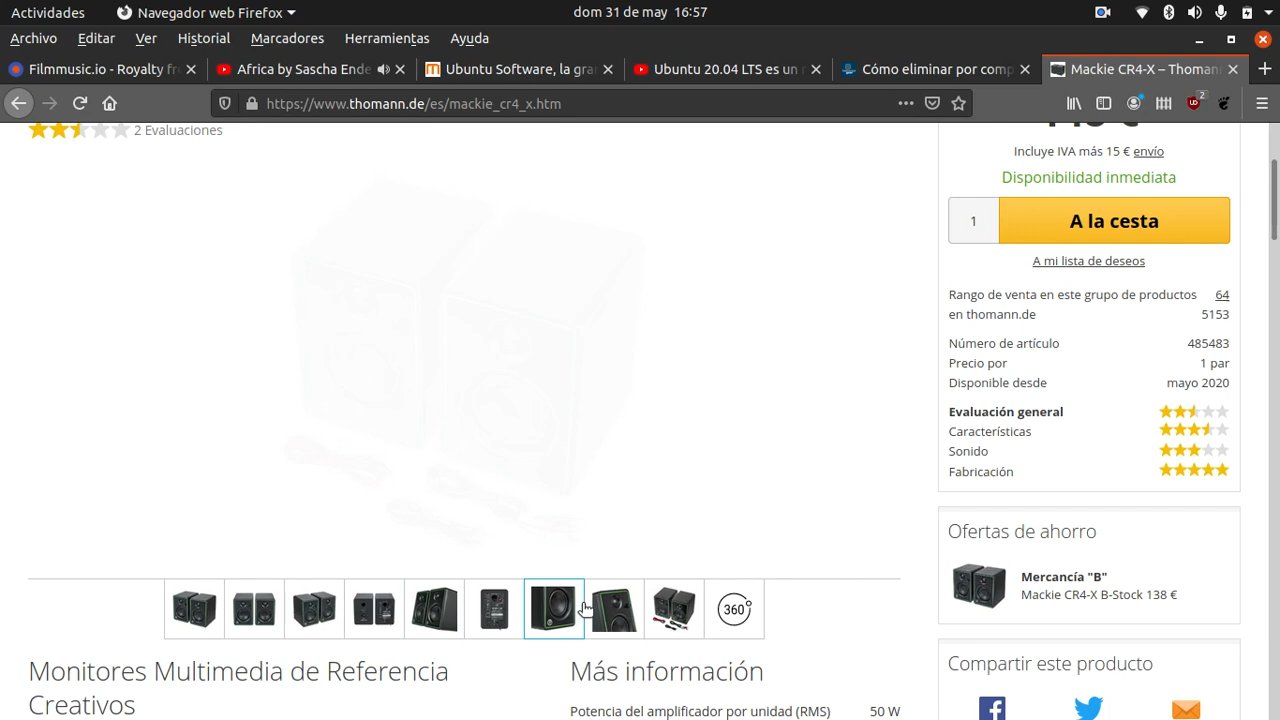 Actividades Navegador web Firefox dom 31 de may 16:57
Archivo Editar Ver Historial Marcadores Herramientas Ayuda
Filmmusic.io - Royalty fr Africa by Sascha Ende Ubuntu Software, la gra Ubuntu 20.04 LTS es un r Cómo eliminar por comp Mackie CR4-X – Thomann
https://www.thomann.de/es/mackie_cr4_x.htm 2
2 Evaluaciones
Incluye IVA más 15 € envío
Disponibilidad inmediata
1 A la cesta
A mi lista de deseos
Rango de venta en este grupo de productos 64
en thomann.de 5153
Número de artículo 485483
Precio por 1 par
Disponible desde mayo 2020
Evaluación general
Características
Sonido
Fabricación
Ofertas de ahorro
Mercancía "B"
Mackie CR4-X B-Stock 138 €
360°
Compartir este producto
Monitores Multimedia de Referencia
Creativos
Más información
Potencia del amplificador por unidad (RMS) 50 W